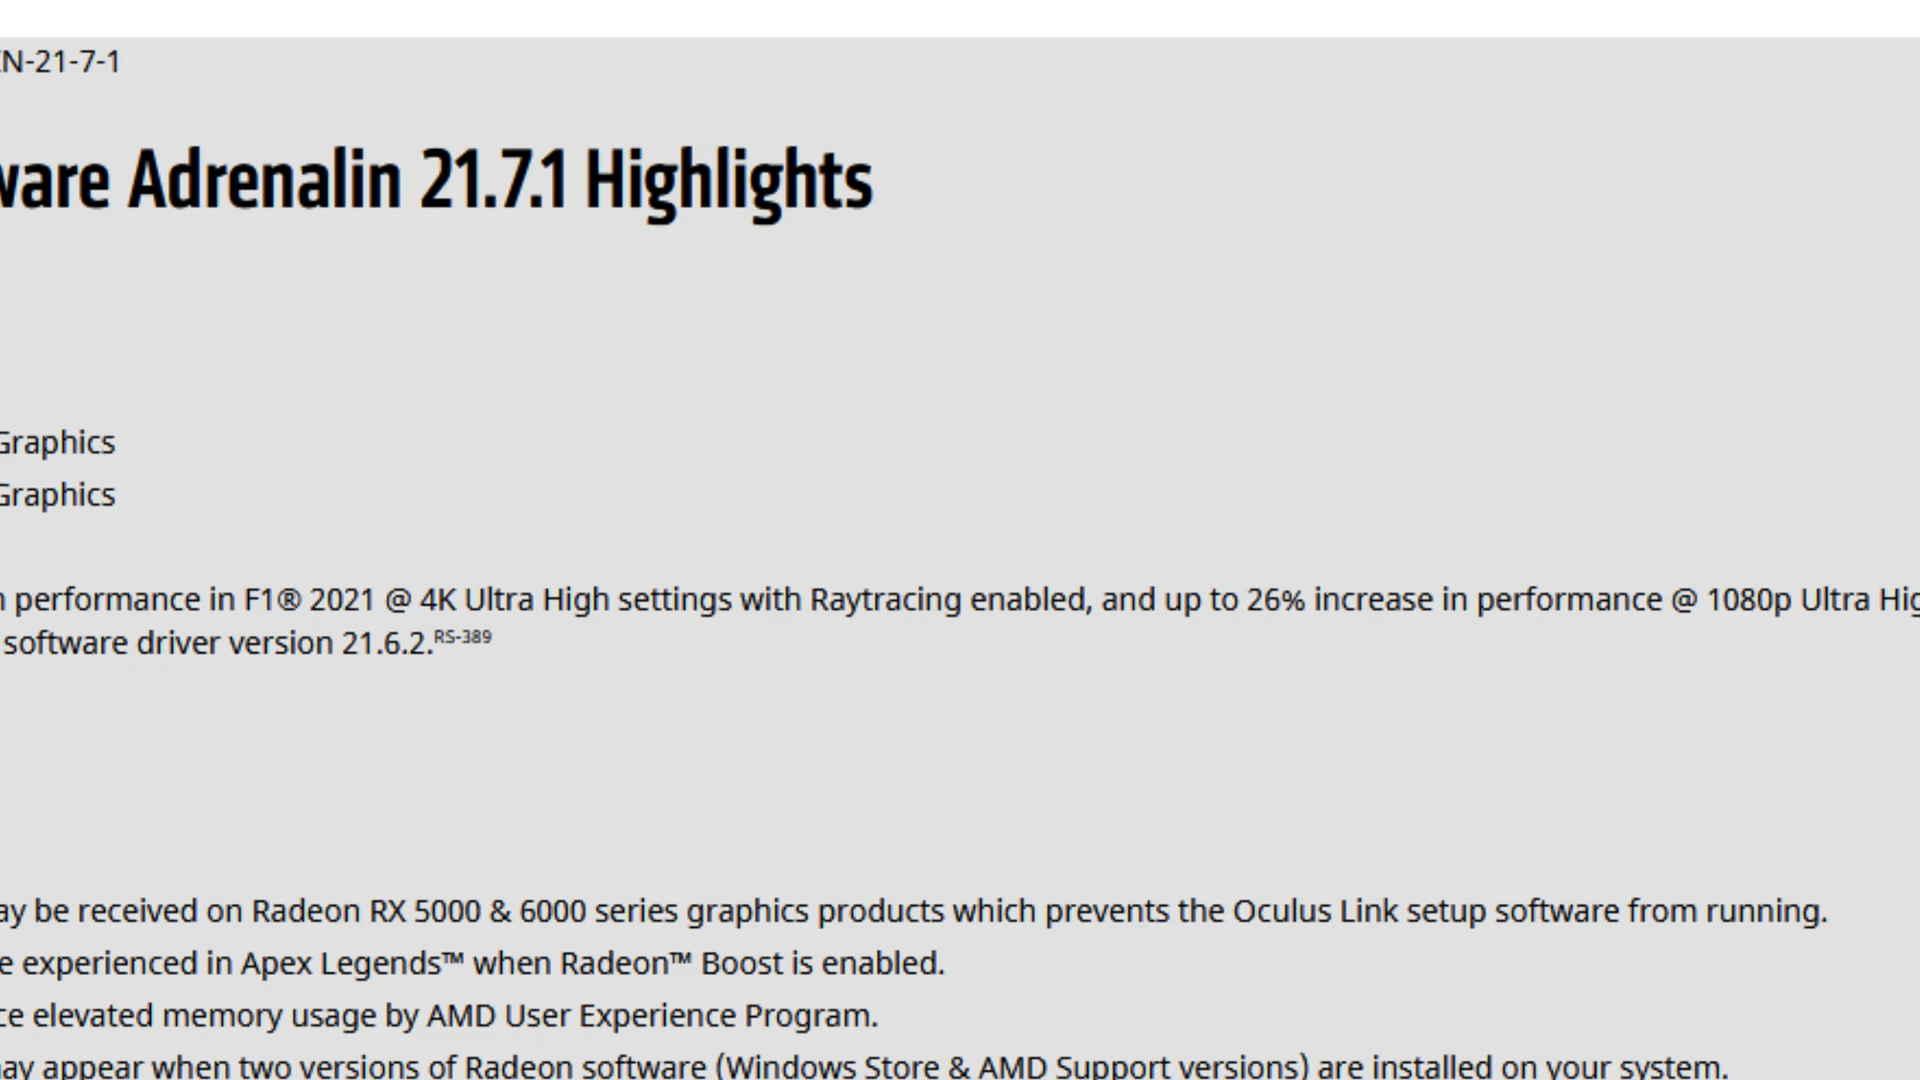 N-21-7-1
ware Adrenalin 21.7.1 Highlights
Graphics
Graphics
performance in F1® 2021 @ 4K Ultra High settings with Raytracing enabled, and up to 26% increase in performance @ 1080p Ultra Hig
software driver version 21.6.2.RS-389
ay be received on Radeon RX 5000 & 6000 series graphics products which prevents the Oculus Link setup software from running.
e experienced in Apex Legends™ when Radeon™ Boost is enabled.
ce elevated memory usage by AMD User Experience Program.
ay appear when two versions of Radeon software (Windows Store & AMD Support versions) are installed on your system.